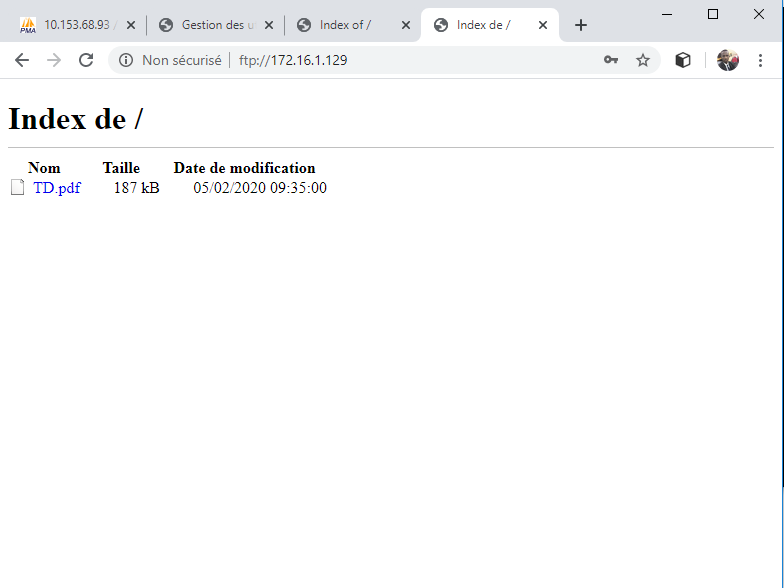 PMA 10.153.68.93 / Gestion des u Index of / Index de /
Non sécurisé ftp://172.16.1.129
Index de /
Nom Taille Date de modification
TD.pdf 187 kB 05/02/2020 09:35:00